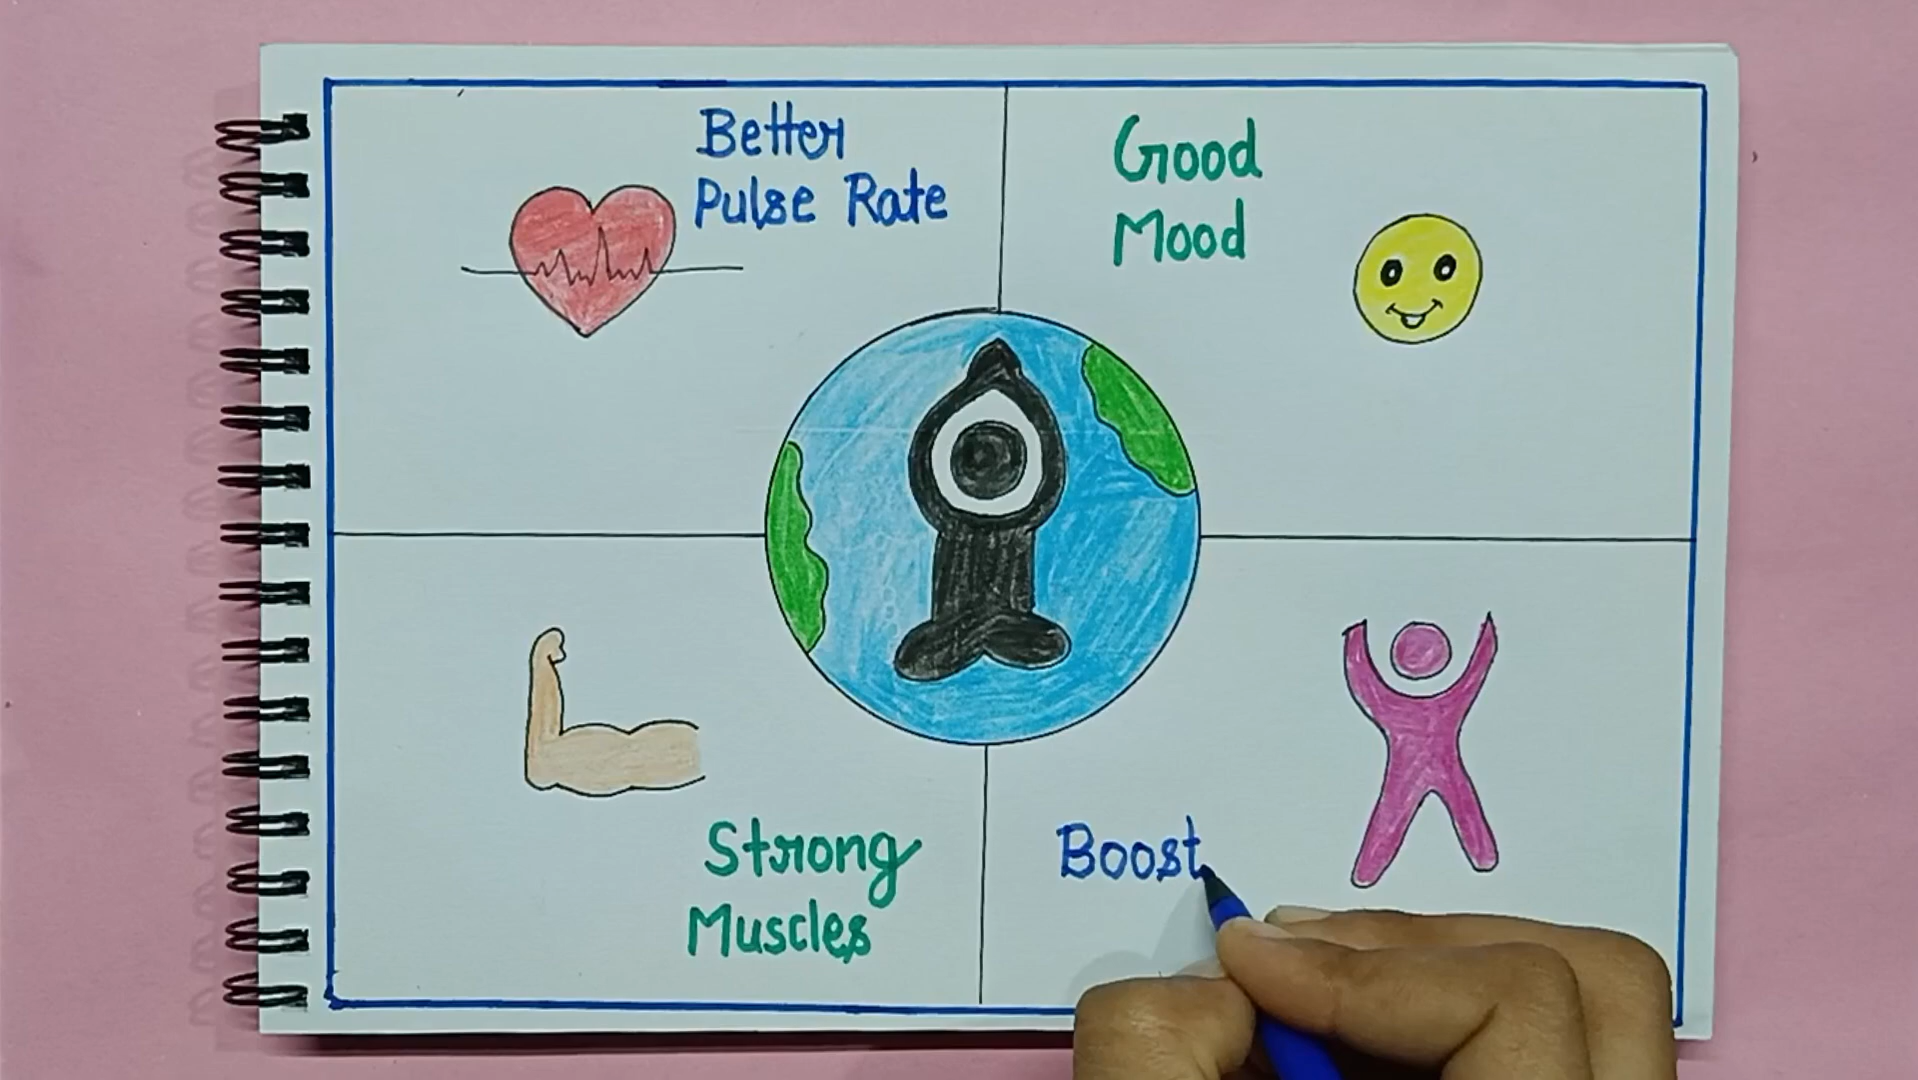 Better
Pulse Rate
Good
Mood
Strong
Muscles
Boost